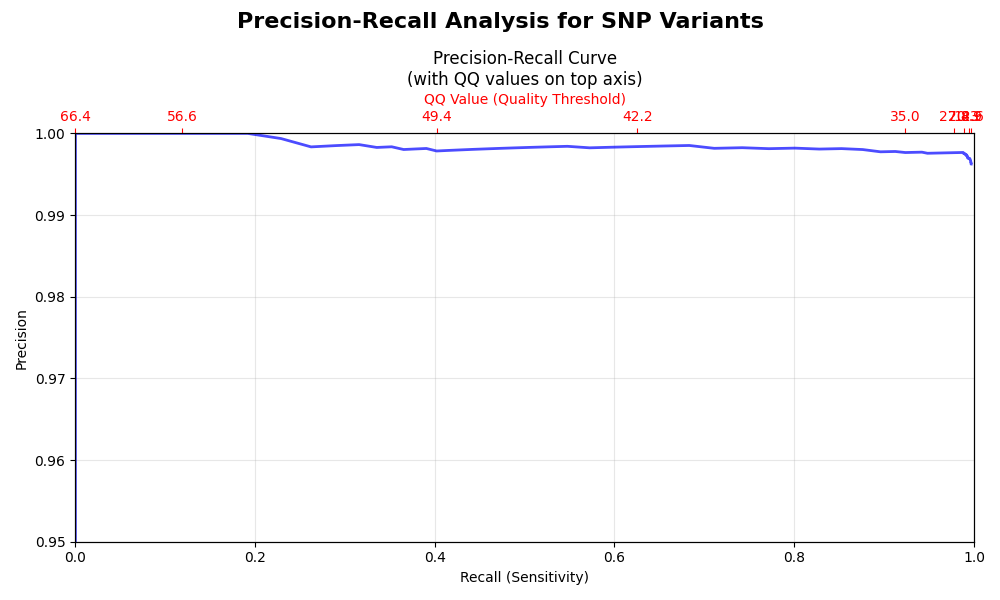 Precision-Recall Analysis for SNP Variants
Precision-Recall Curve
(with QQ values on top axis)
QQ Value (Quality Threshold)
66.4 56.6 49.4 42.2 35.0
1.00
0.99
0.98
0.97
0.96
0.95
Precision
0.0 0.2 0.4 0.6 0.8 1.0
Recall (Sensitivity)